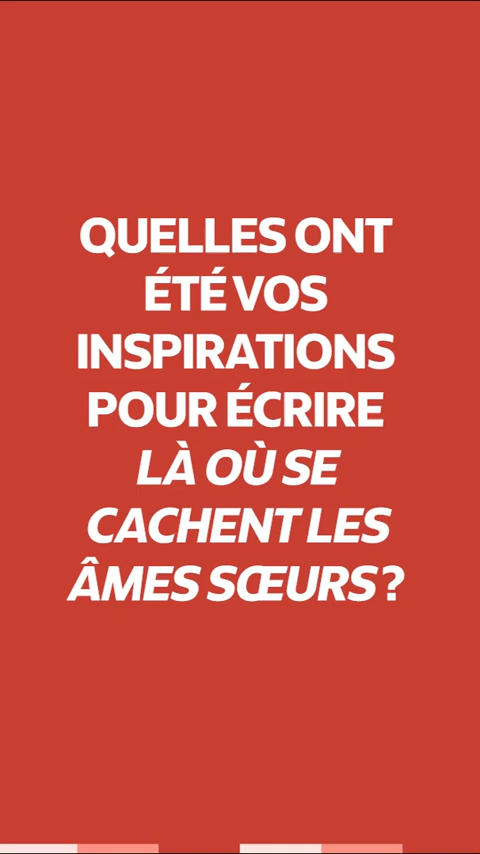 QUELLES ONT
ÉTÉ VOS
INSPIRATIONS
POUR ÉCRIRE
LÀ OÙ SE
CACHENT LES
ÂMES SŒURS ?